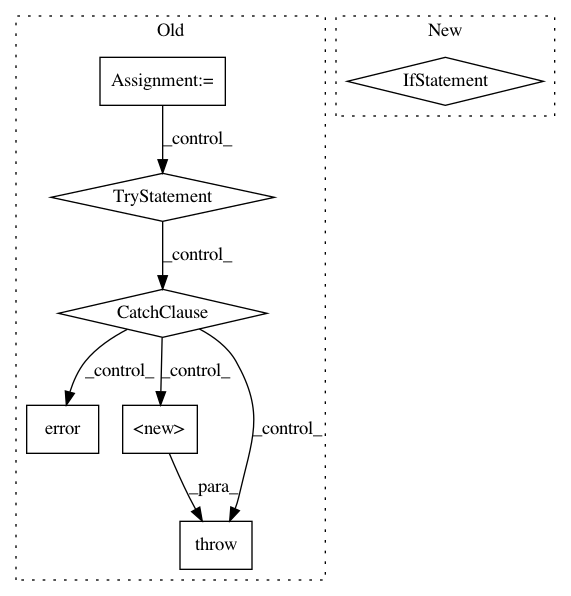 Old
New
Assignment:=
IfStatement
_control_
TryStatement
_control_
CatchClause
_control_
_control_
_control_
error
<new>
_para_
throw